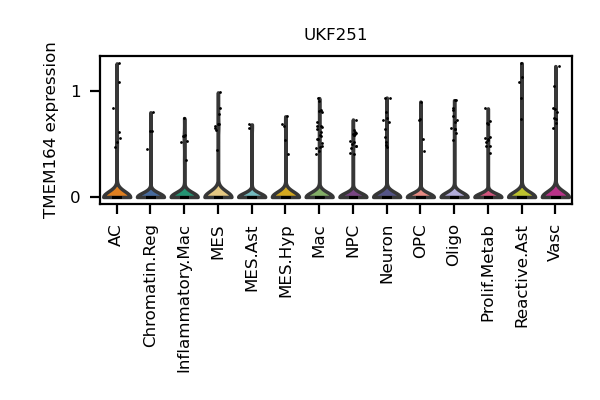 UKF251
TMEM164 expression
1
0
AC
Chromatin.Reg
Inflammatory.Mac
MES
MES.Ast
MES.Hyp
Mac
NPC
Neuron
OPC
Oligo
Prolif.Metab
Reactive.Ast
Vasc